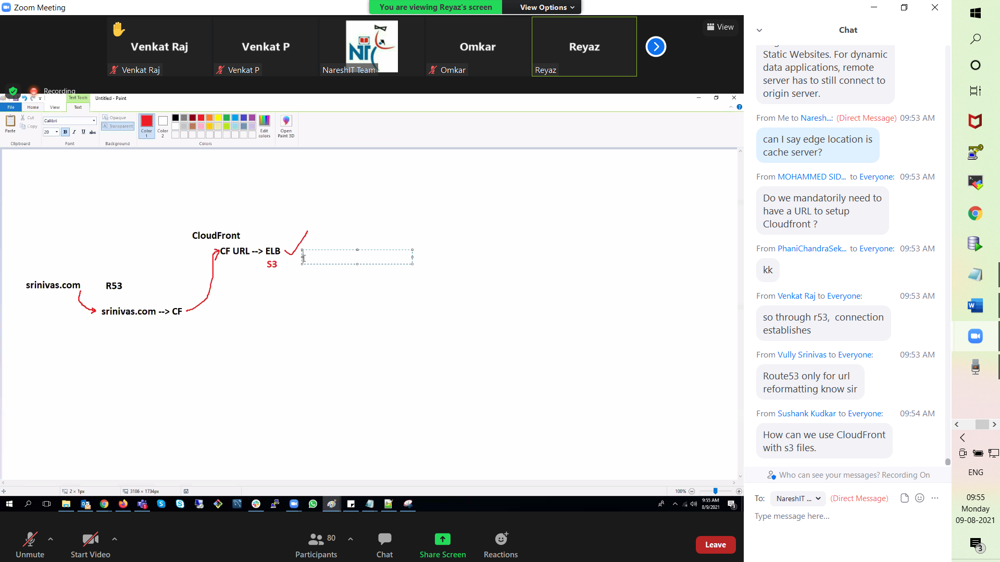 Zoom Meeting
You are viewing Reyaz's screen
View Options
View
Venkat Raj
Venkat P
NTC
Omkar
Reyaz
Venkat Raj
Venkat P
NareshIT Team
Omkar
Reyaz
Recording
Text Tools
Untitled - Paint
File
Home
View
Text
Paste
Cut
Copy
Clipboard
Calibri
20
B
I
U
abc
Font
Opaque
Transparent
Background
Color
1
Color
2
Colors
Edit
colors
Open
Paint 3D
CloudFront
CF URL --> ELB
S3
srinivas.com
R53
srinivas.com --> CF
2 × 1px
3186 × 1734px
100%
9:55 AM
8/9/2021
3
Unmute
Start Video
Participants
80
Chat
Share Screen
Reactions
Leave
Chat
Static Websites. For dynamic
data applications, remote
server has to still connect to
origin server.
From Me to Naresh...: (Direct Message) 09:53 AM
can I say edge location is
cache server?
From MOHAMMED SID... to Everyone: 09:53 AM
Do we mandatorily need to
have a URL to setup
Cloudfront ?
From PhaniChandraSek... to Everyone: 09:53 AM
kk
From Venkat Raj to Everyone: 09:53 AM
so through r53,  connection
establishes
From Vully Srinivas to Everyone: 09:53 AM
Route53 only for url
reformatting know sir
From Sushank Kudkar to Everyone: 09:54 AM
How can we use CloudFront
with s3 files.
Who can see your messages? Recording On
To: NareshIT ... (Direct Message)
Type message here...
ENG
09:55
Monday
09-08-2021
3